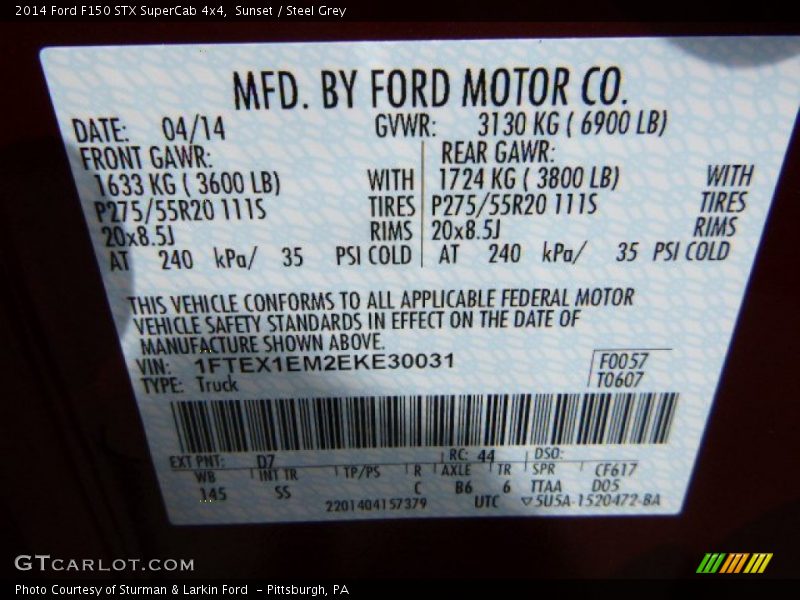 2014 Ford F150 STX SuperCab 4x4, Sunset / Steel Grey
MFD. BY FORD MOTOR CO.
DATE: 04/14 GVWR: 3130 KG ( 6900 LB)
FRONT GAWR: REAR GAWR:
1633 KG ( 3600 LB) WITH 1724 KG ( 3800 LB) WITH
P275/55R20 111S TIRES P275/55R20 111S TIRES
20x8.5J RIMS 20x8.5J RIMS
AT 240 kPa/ 35 PSI COLD AT 240 kPa/ 35 PSI COLD
THIS VEHICLE CONFORMS TO ALL APPLICABLE FEDERAL MOTOR
VEHICLE SAFETY STANDARDS IN EFFECT ON THE DATE OF
MANUFACTURE SHOWN ABOVE.
VIN: 1FTEX1EM2EKE30031 F0057
TYPE: Truck T0607
EXT PNT: D7 RC: 44 DSO:
WB INT TR TP/PS R AXLE TR SPR CF617
145 SS C B6 6 TTAA D05
2201404157379 UTC ▽5U5A-1520472-BA
GTCARLOT.COM
Photo Courtesy of Sturman & Larkin Ford - Pittsburgh, PA